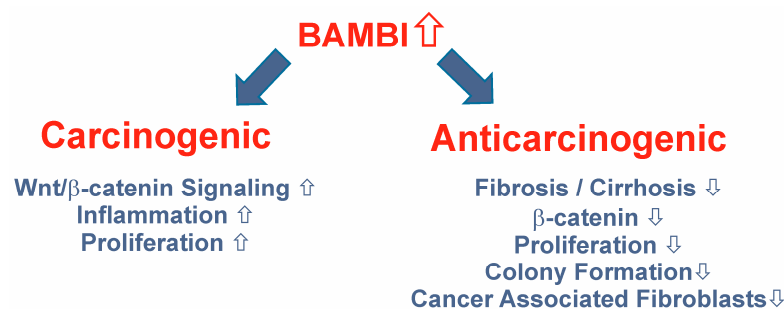 BAMBI⇧
Carcinogenic
Anticarcinogenic
Wnt/β-catenin Signaling ⇧
Inflammation ⇧
Proliferation ⇧
Fibrosis / Cirrhosis ⇩
β-catenin ⇩
Proliferation ⇩
Colony Formation⇩
Cancer Associated Fibroblasts⇩